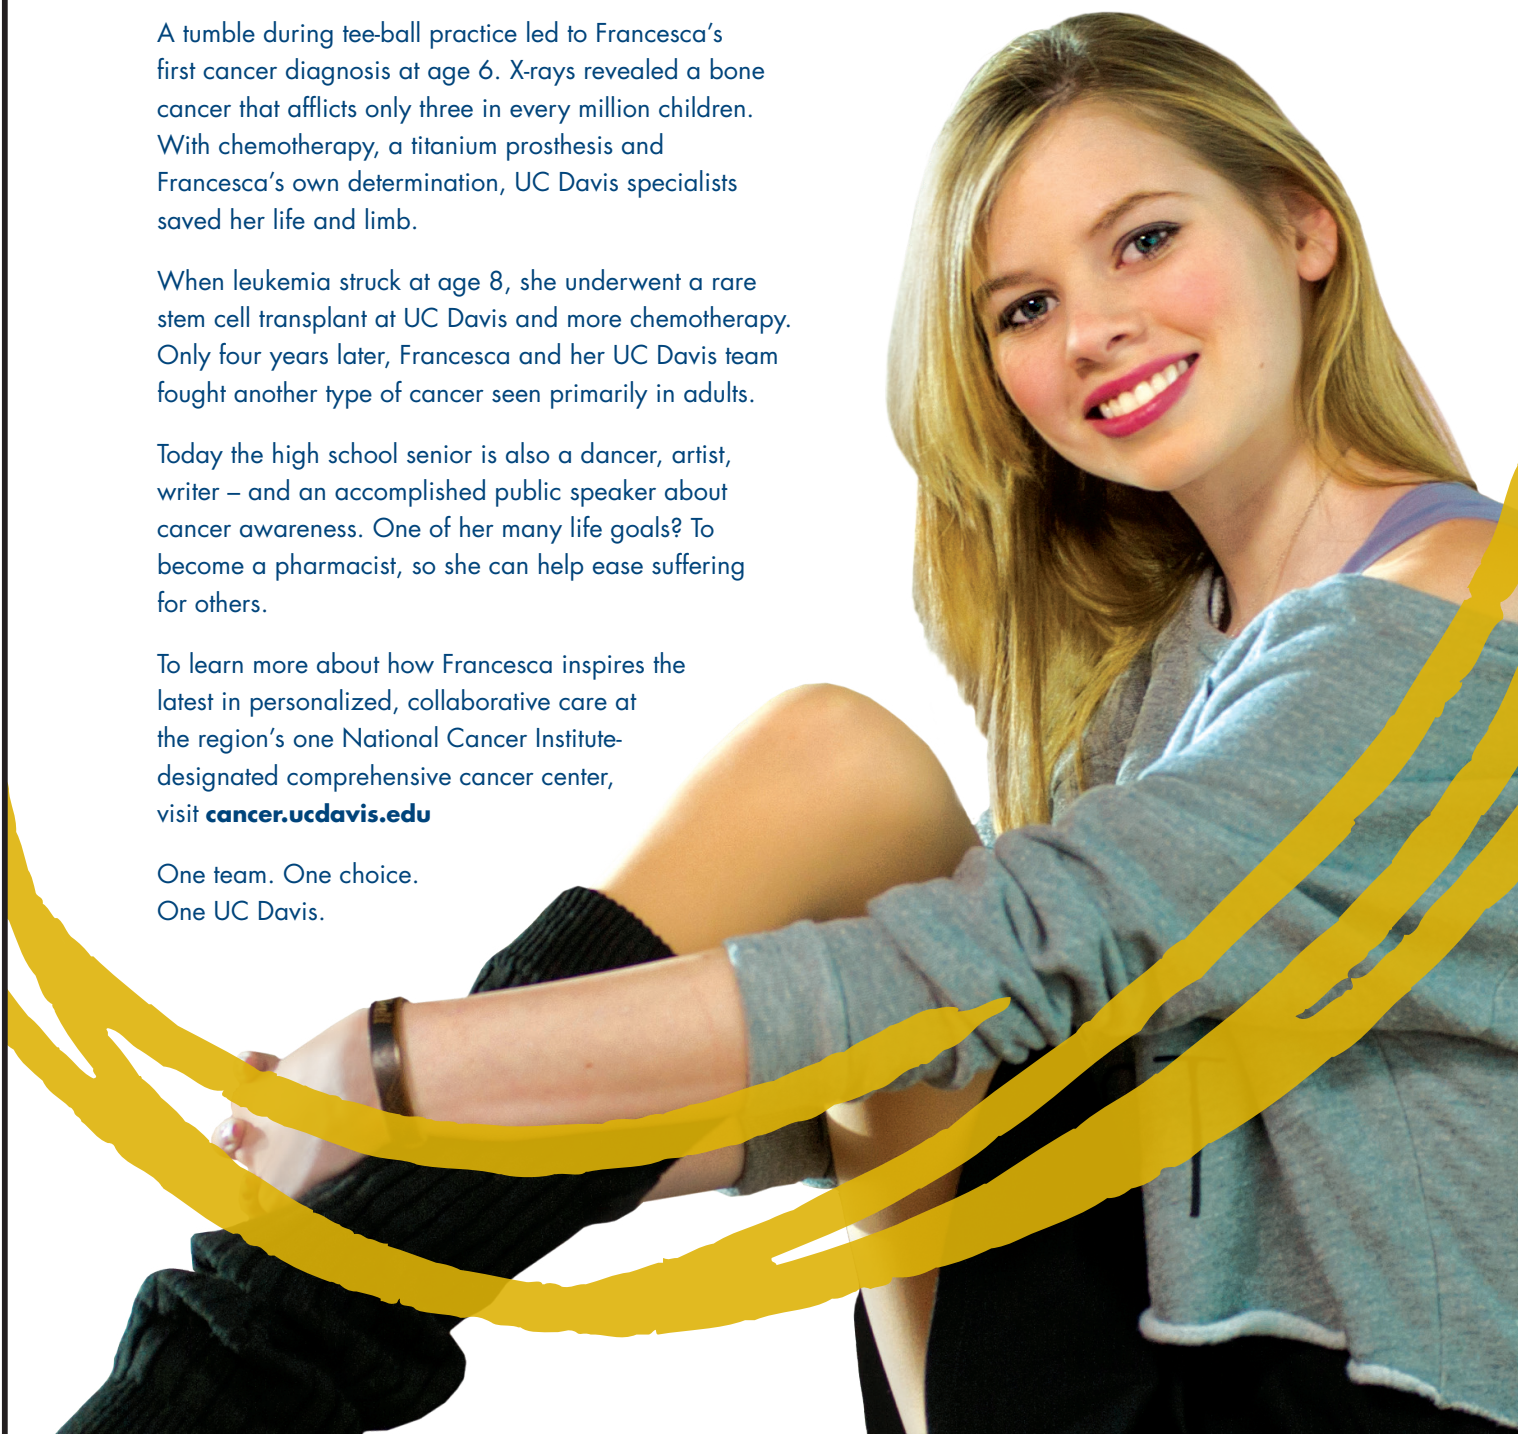 A tumble during tee-ball practice led to Francesca’s
first cancer diagnosis at age 6. X-rays revealed a bone
cancer that afflicts only three in every million children.
With chemotherapy, a titanium prosthesis and
Francesca’s own determination, UC Davis specialists
saved her life and limb.
When leukemia struck at age 8, she underwent a rare
stem cell transplant at UC Davis and more chemotherapy.
Only four years later, Francesca and her UC Davis team
fought another type of cancer seen primarily in adults.
Today the high school senior is also a dancer, artist,
writer – and an accomplished public speaker about
cancer awareness. One of her many life goals? To
become a pharmacist, so she can help ease suffering
for others.
To learn more about how Francesca inspires the
latest in personalized, collaborative care at
the region’s one National Cancer Institute-
designated comprehensive cancer center,
visit cancer.ucdavis.edu
One team. One choice.
One UC Davis.